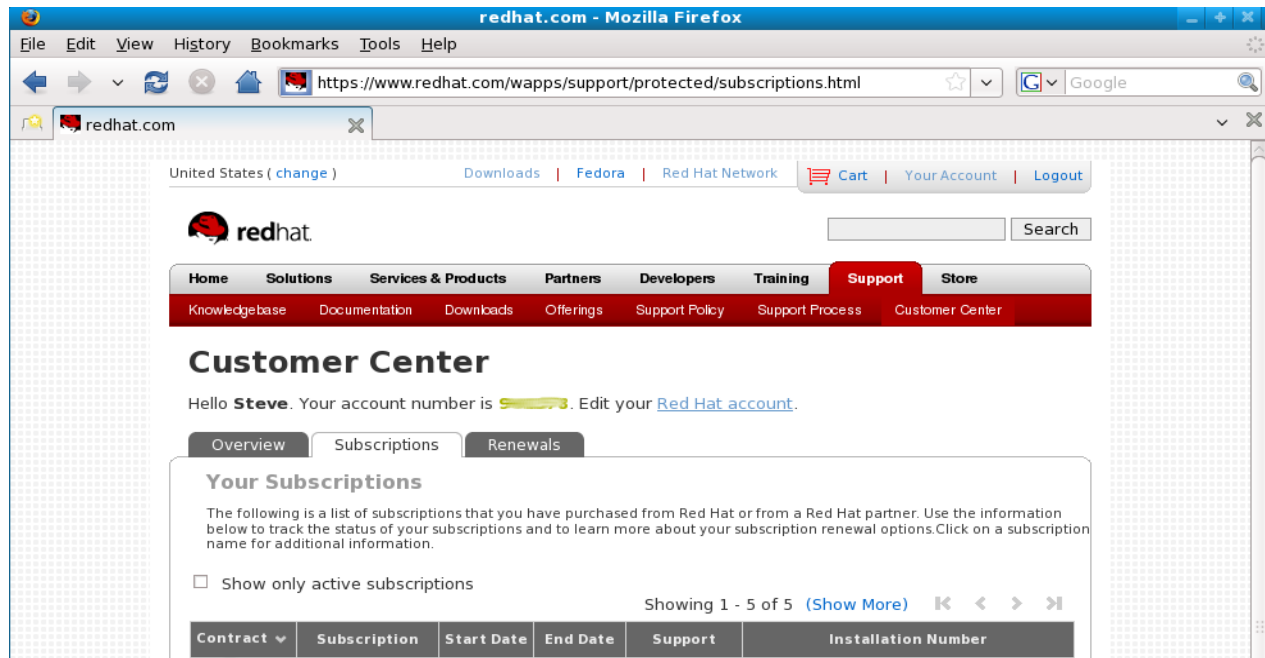 redhat.com - Mozilla Firefox
File Edit View History Bookmarks Tools Help
https://www.redhat.com/wapps/support/protected/subscriptions.html G Google
redhat.com
United States ( change ) Downloads | Fedora | Red Hat Network Cart | Your Account | Logout
redhat. Search
Home Solutions Services & Products Partners Developers Training Support Store
Knowledgebase Documentation Downloads Offerings Support Policy Support Process Customer Center
Customer Center
Hello Steve. Your account number is . Edit your Red Hat account.
Overview Subscriptions Renewals
Your Subscriptions
The following is a list of subscriptions that you have purchased from Red Hat or from a Red Hat partner. Use the information
below to track the status of your subscriptions and to learn more about your subscription renewal options.Click on a subscription
name for additional information.
Show only active subscriptions
Showing 1 - 5 of 5 (Show More)
Contract Subscription Start Date End Date Support Installation Number